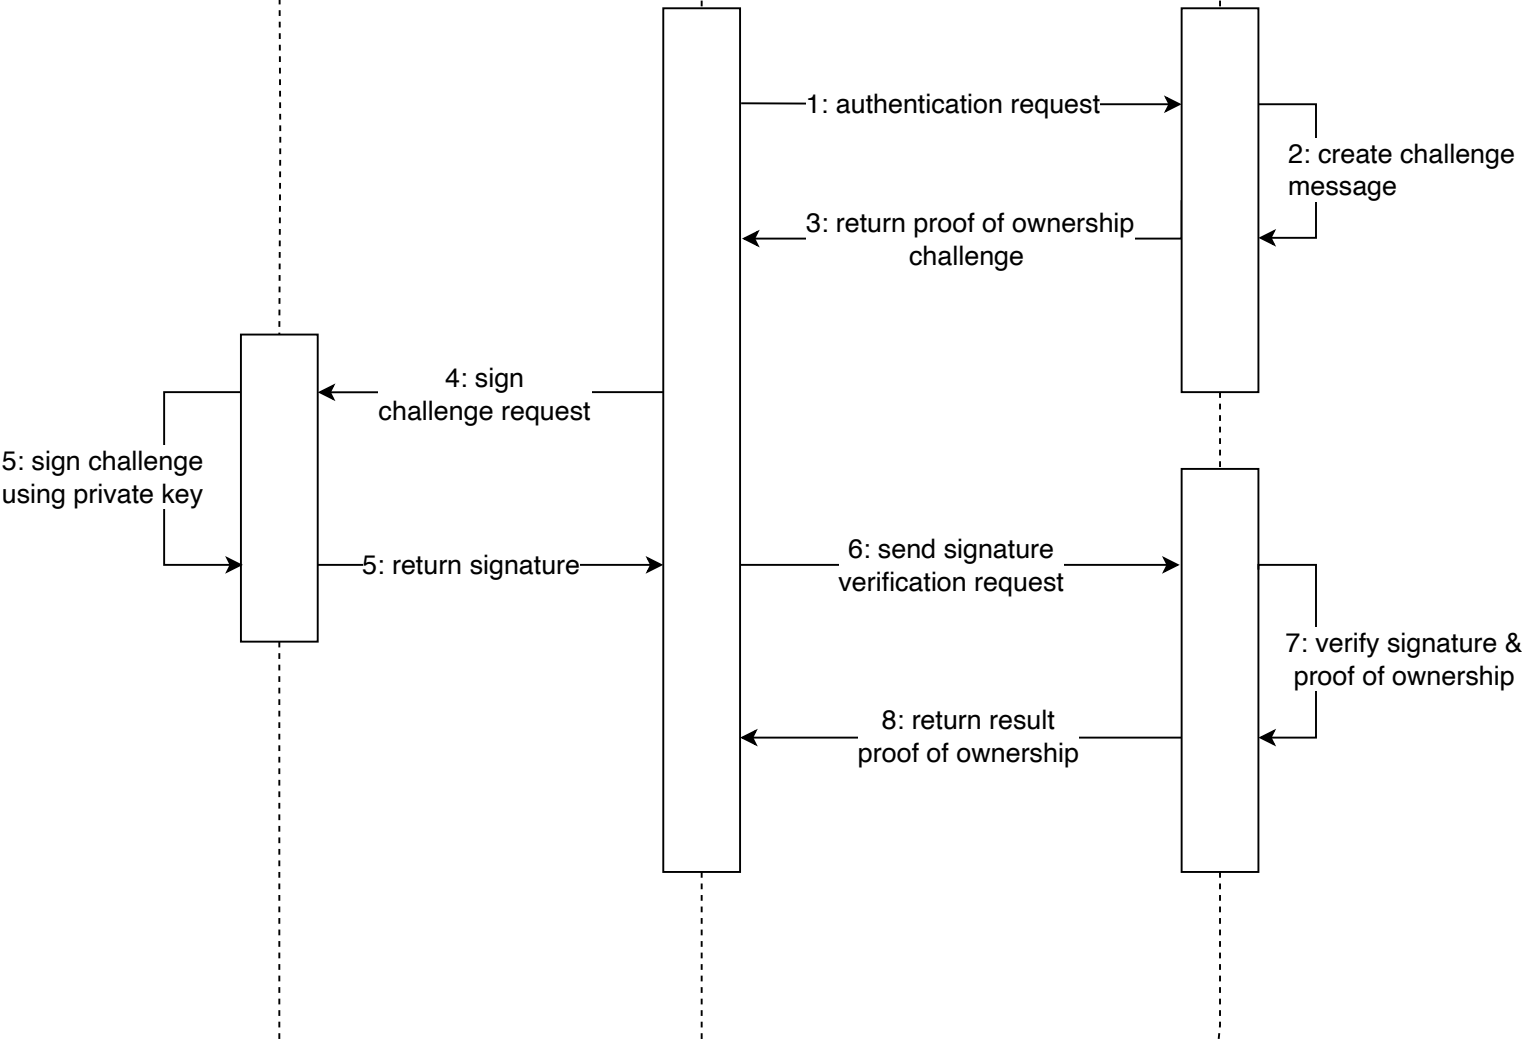 1: authentication request
2: create challenge
message
3: return proof of ownership
challenge
4: sign
challenge request
5: sign challenge
using private key
5: return signature
6: send signature
verification request
7: verify signature &
proof of ownership
8: return result
proof of ownership